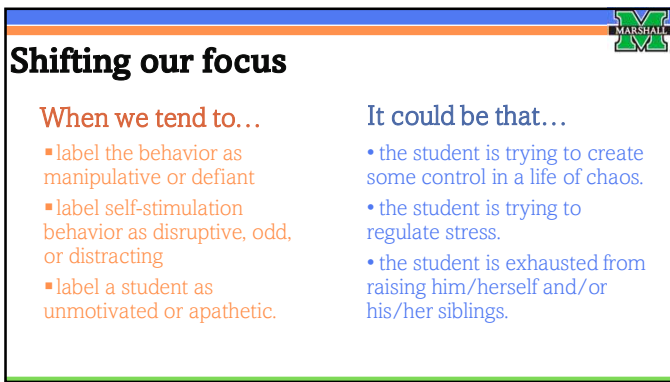 MARSHALL
Shifting our focus
When we tend to...
▪label the behavior as
manipulative or defiant
▪label self-stimulation
behavior as disruptive, odd,
or distracting
▪label a student as
unmotivated or apathetic.
It could be that...
• the student is trying to create
some control in a life of chaos.
• the student is trying to
regulate stress.
• the student is exhausted from
raising him/herself and/or
his/her siblings.